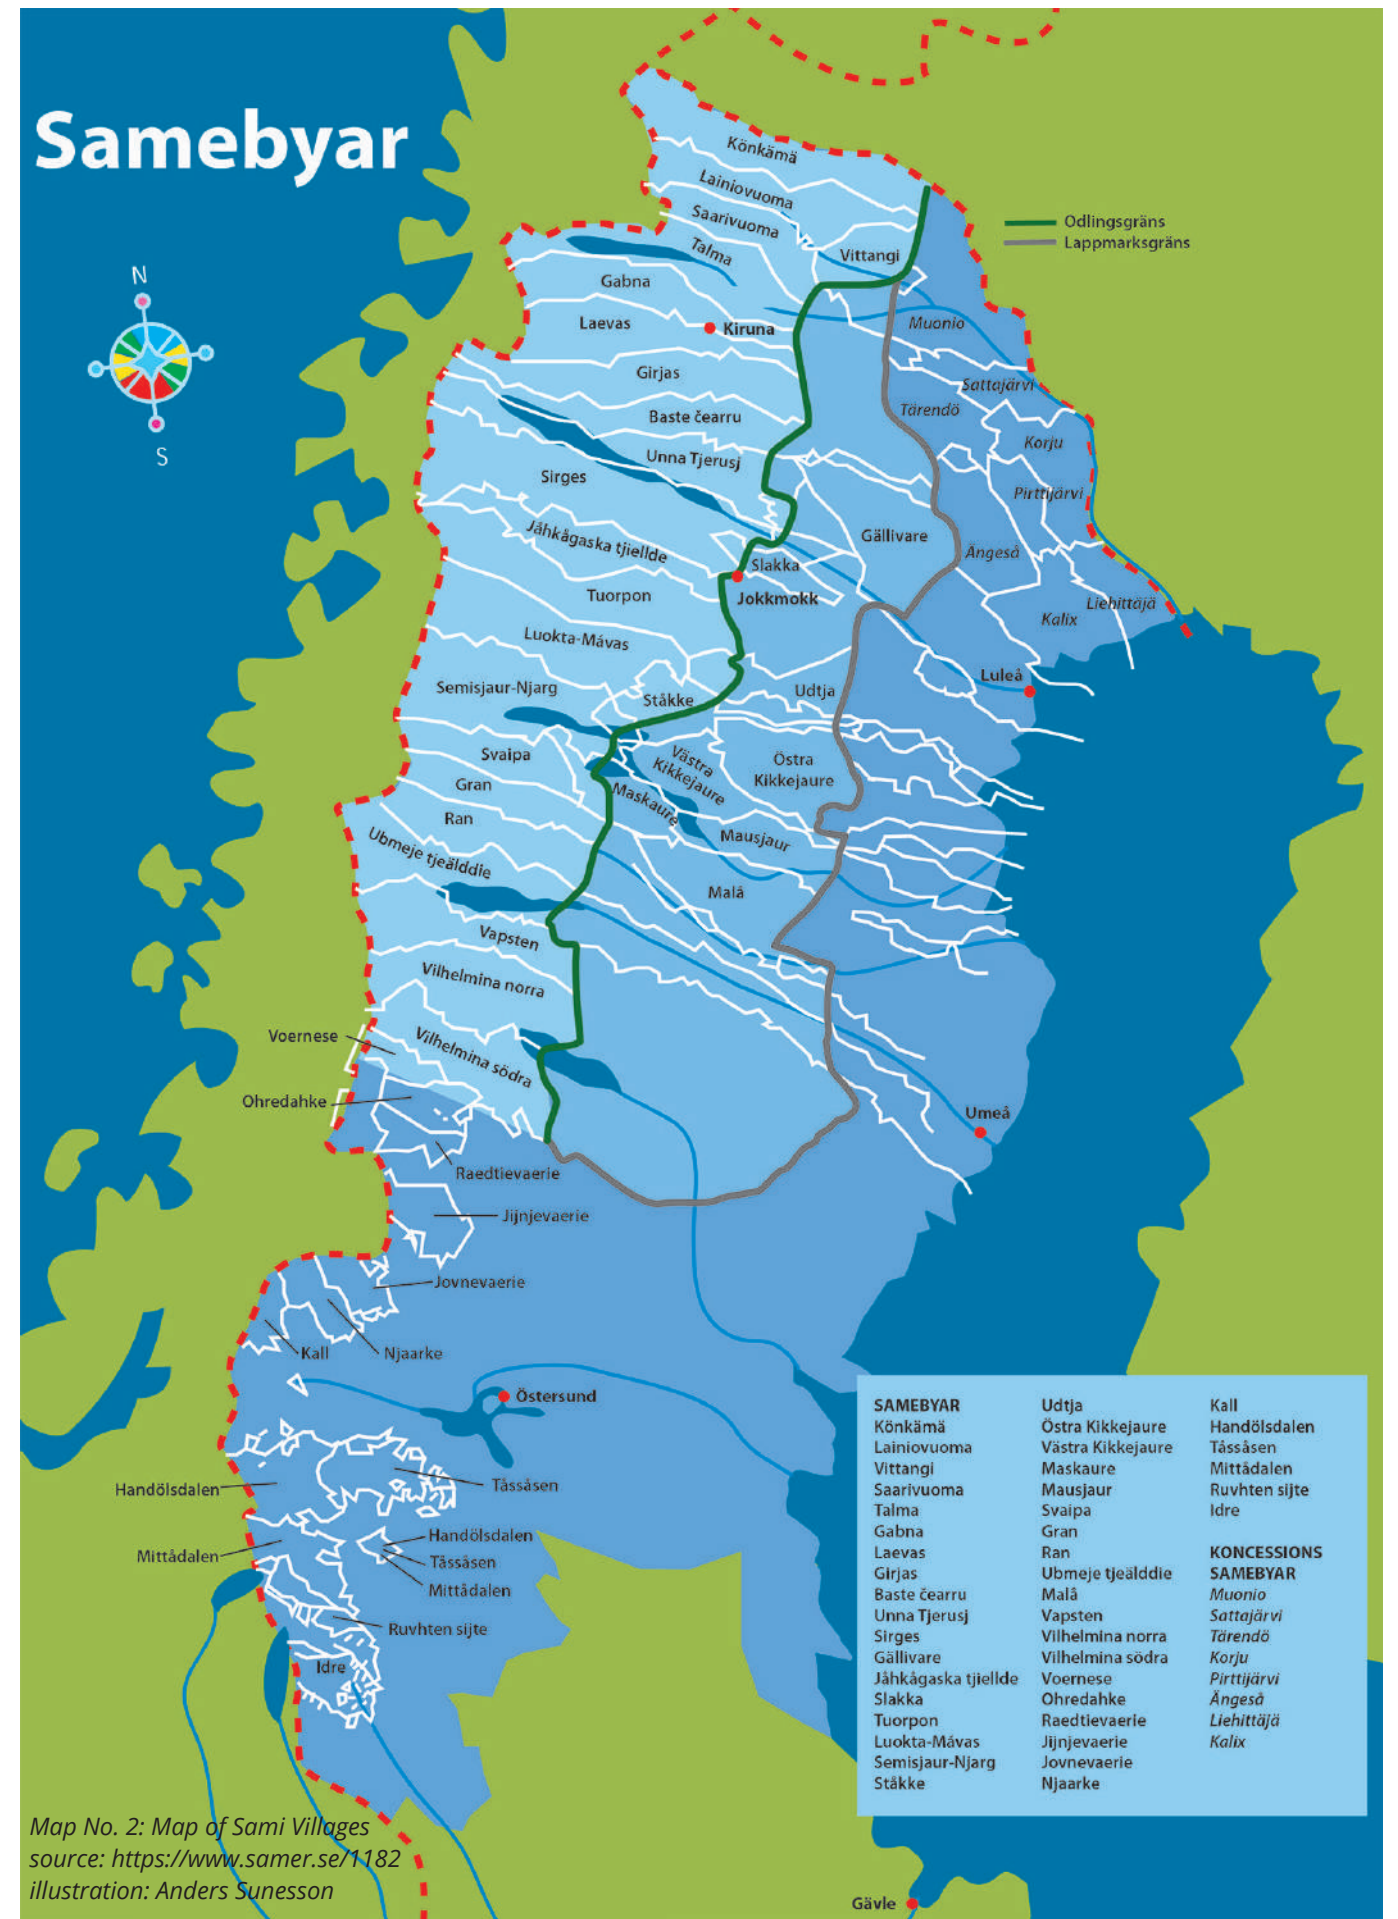 Samebyar
N
S
Odlingsgräns
Lappmarksgräns
Könkämä
Lainiovuoma
Saarivuoma
Talma
Vittangi
Gabna
Laevas
Kiruna
Muonio
Girjas
Sattajärvi
Tärendö
Baste čearru
Korju
Unna Tjerusj
Sirges
Pirttijärvi
Jåhkågaska tjiellde
Gällivare
Ängeså
Slakka
Jokkmokk
Tuorpon
Liehittäjä
Kalix
Luokta-Mávas
Luleå
Semisjaur-Njarg
Ståkke
Udtja
Svaipa
Västra
Kikkejaure
Östra
Kikkejaure
Gran
Maskaure
Ran
Mausjaur
Ubmeje tjeälddie
Malå
Vapsten
Vilhelmina norra
Voernese
Vilhelmina södra
Ohredahke
Umeå
Raedtievaerie
Jijnjevaerie
Jovnevaerie
Kall
Njaarke
Östersund
Handölsdalen
Tåssåsen
Mittådalen
Handölsdalen
Tåssåsen
Mittådalen
Ruvhten sijte
Idre
SAMEBYAR
Könkämä
Lainiovuoma
Vittangi
Saarivuoma
Talma
Gabna
Laevas
Girjas
Baste čearru
Unna Tjerusj
Sirges
Gällivare
Jåhkågaska tjiellde
Slakka
Tuorpon
Luokta-Mávas
Semisjaur-Njarg
Ståkke
Udtja
Östra Kikkejaure
Västra Kikkejaure
Maskaure
Mausjaur
Svaipa
Gran
Ran
Ubmeje tjeälddie
Malå
Vapsten
Vilhelmina norra
Vilhelmina södra
Voernese
Ohredahke
Raedtievaerie
Jijnjevaerie
Jovnevaerie
Njaarke
Kall
Handölsdalen
Tåssåsen
Mittådalen
Ruvhten sijte
Idre
KONCESSIONS
SAMEBYAR
Muonio
Sattajärvi
Tärendö
Korju
Pirttijärvi
Ängeså
Liehittäjä
Kalix
Map No. 2: Map of Sami Villages
source: https://www.samer.se/1182
illustration: Anders Sunesson
Gävle